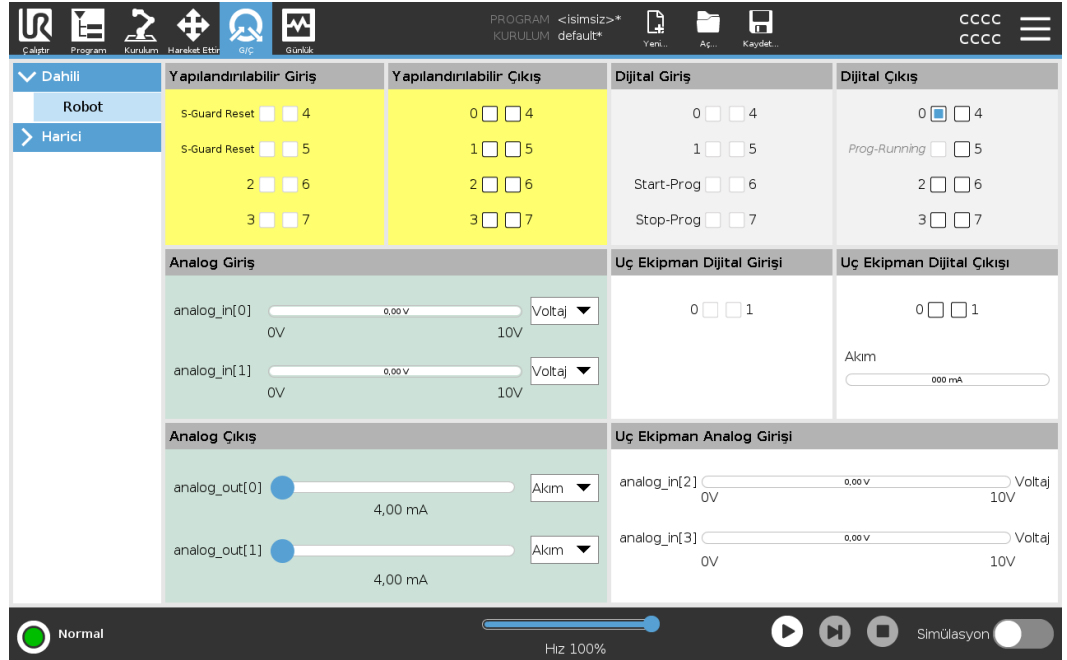 PROGRAM <isimsiz>*
KURULUM default*
UR
Çalıştır Program Kurulum Hareket Ettir G/Ç Günlük Yeni... Aç... Kaydet...
CCCC
CCCC
Dahili
Robot
Harici
Yapılandırılabilir Giriş Yapılandırılabilir Çıkış Dijital Giriş Dijital Çıkış
S-Guard Reset 4 0 4 0 4 0 4
S-Guard Reset 5 1 5 1 5 Prog-Running 5
2 6 2 6 Start-Prog 6 2 6
3 7 3 7 Stop-Prog 7 3 7
Analog Giriş Uç Ekipman Dijital Girişi Uç Ekipman Dijital Çıkışı
analog_in[0] 0,00 V Voltaj 0 1 0 1
0V 10V
Akım
analog_in[1] 0,00 V Voltaj 000 mA
0V 10V
Analog Çıkış Uç Ekipman Analog Girişi
analog_out[0] Akım analog_in[2] 0,00 V Voltaj
4,00 mA 0V 10V
analog_out[1] Akım analog_in[3] 0,00 V Voltaj
4,00 mA 0V 10V
Normal Hız 100% Simülasyon